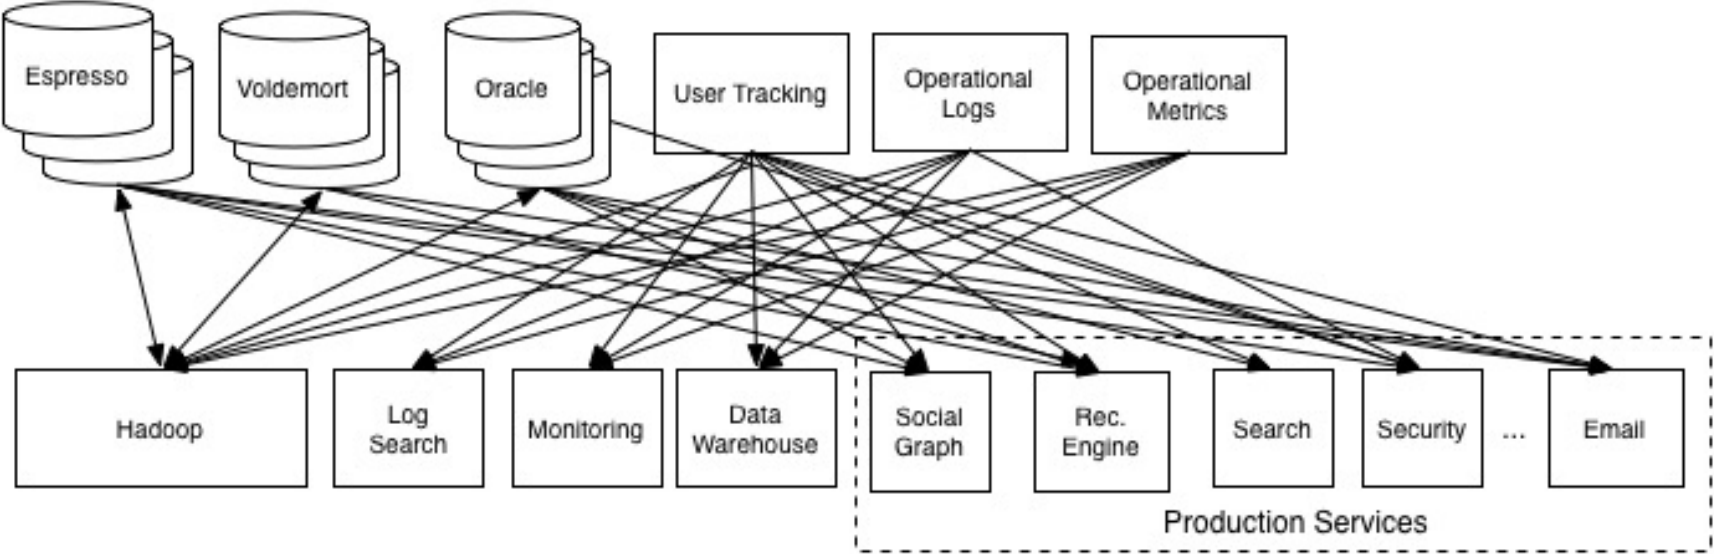 Espresso
Voldemort
Oracle
User Tracking
Operational
Logs
Operational
Metrics
Hadoop
Log
Search
Monitoring
Data
Warehouse
Social
Graph
Rec.
Engine
Search
Security
...
Email
Production Services